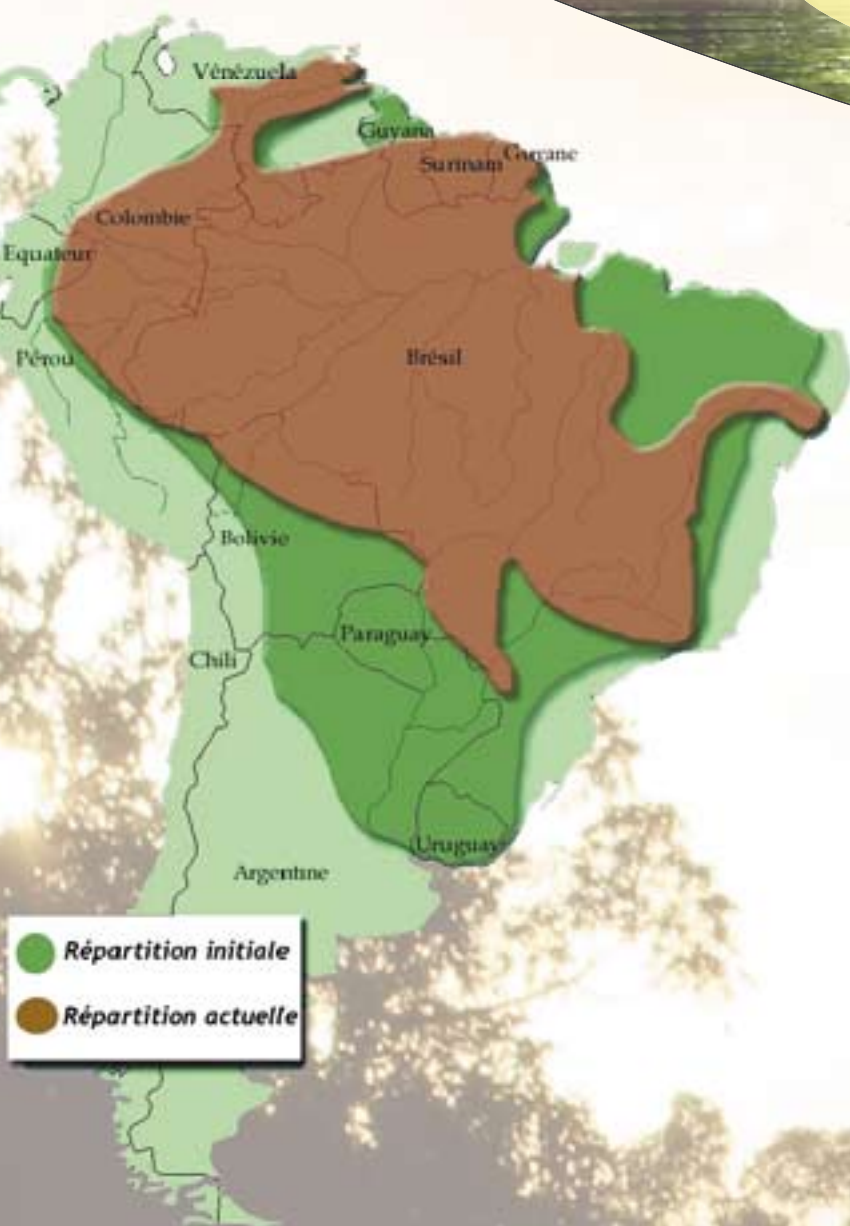 Vénézuela
Guyana
Surinam
Guyane
Colombie
Equateur
Pérou
Brésil
Bolivie
Paraguay
Chili
Uruguay
Argentine
Répartition initiale
Répartition actuelle